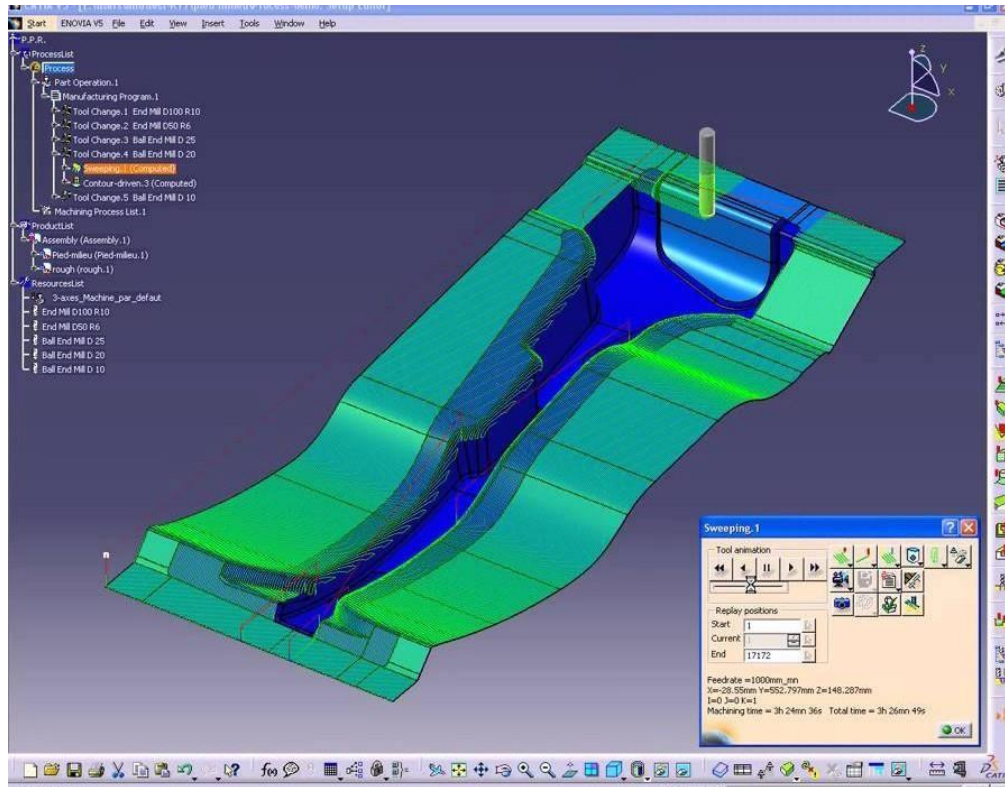 Start ENOVIA V5 File Edit View Insert Tools Window Help
P.P.R.
ProcessList
Process
Part Operation.1
Manufacturing Program.1
Tool Change.1 End Mill D100 R10
Tool Change.2 End Mill D50 R6
Tool Change.3 Ball End Mill D 25
Tool Change.4 Ball End Mill D 20
Sweeping.1 (Computed)
Contour-driven.3 (Computed)
Tool Change.5 Ball End Mill D 10
Machining Process List.1
ProductList
Assembly (Assembly.1)
Pied-milieu (Pied-milieu.1)
rough (rough.1)
ResourcesList
3-axes_Machine_par_defaut
End Mill D100 R10
End Mill D50 R6
Ball End Mill D 25
Ball End Mill D 20
Ball End Mill D 10
z
y
x
Sweeping.1
Tool animation
Replay positions
Start 1
Current 1
End 17172
Feedrate =1000mm_mn
X=-28.55mm Y=552.797mm Z=148.287mm
I=0 J=0 K=1
Machining time = 3h 24mn 36s Total time = 3h 26mn 49s
OK
f(x)
CATIA